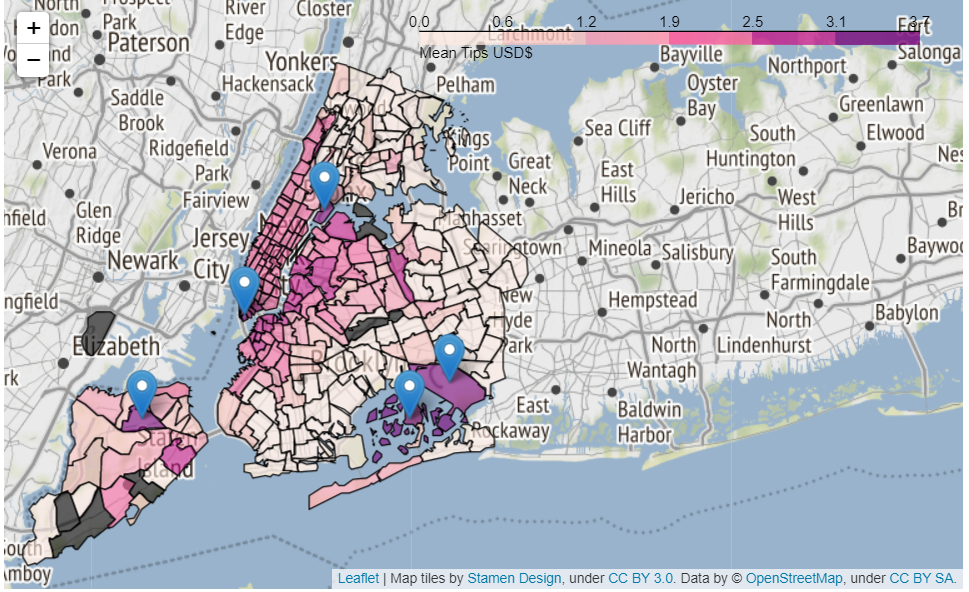 +
−
0.0 0.6 1.2 1.9 2.5 3.1 3.7
Mean Tips USD$
North
Prospect
Park
River
Edge
Closter
Larchmont
Fort
Salonga
Paterson
Yonkers
Hackensack
Pelham
Bayville
Northport
Park
Saddle
Brook
Oyster
Bay
Greenlawn
Verona
Ridgefield
Park
Kings
Point
Sea Cliff
South
Huntington
Elwood
Fairview
Great
Neck
East
Hills
Jericho
West
Hills
Glen
Ridge
Manhasset
Newark
Jersey
City
Mineola
Salisbury
South
Farmingdale
New
Hyde
Park
Hempstead
North
Lindenhurst
Babylon
Elizabeth
Brooklyn
North
Wantagh
East
Rockaway
Baldwin
Harbor
Staten
Island
South
Amboy
Leaflet | Map tiles by Stamen Design, under CC BY 3.0. Data by © OpenStreetMap, under CC BY SA.